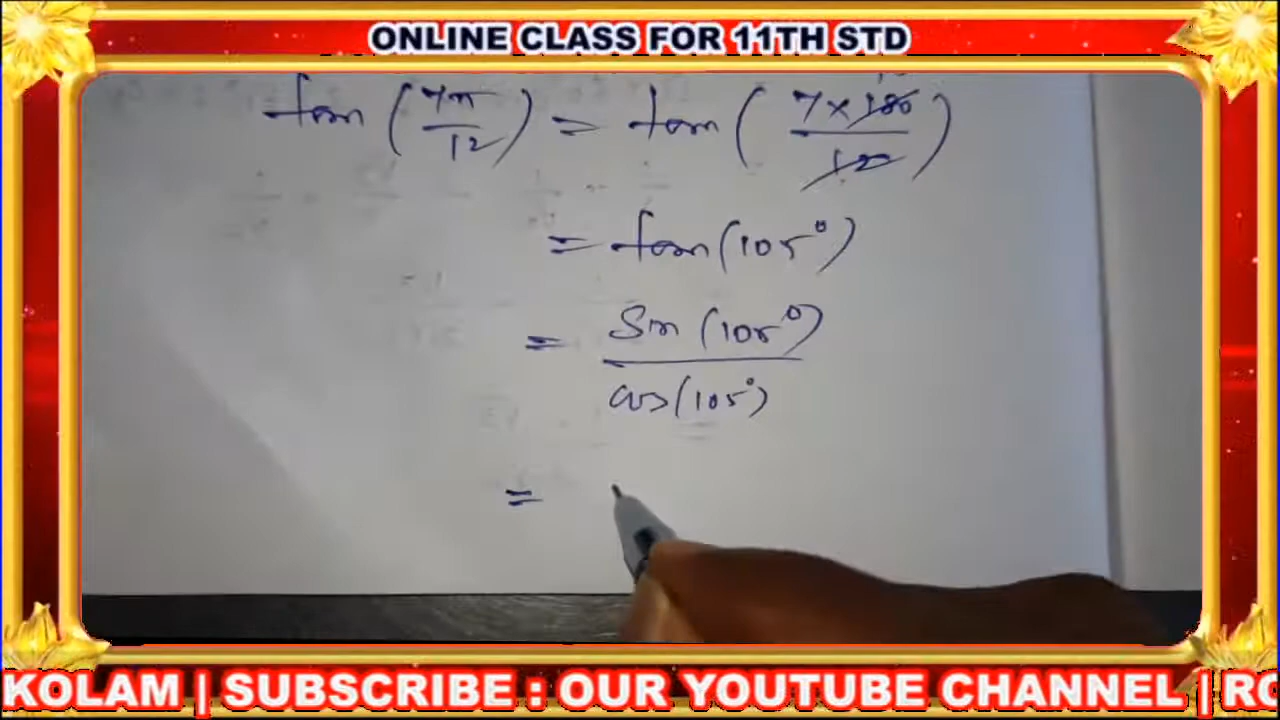 ONLINE CLASS FOR 11TH STD
tan (7π/12) = tan (7×180/12)
= tan (105°)
= Sin (105°)/cos (105°)
=
KOLAM | SUBSCRIBE : OUR YOUTUBE CHANNEL | RO